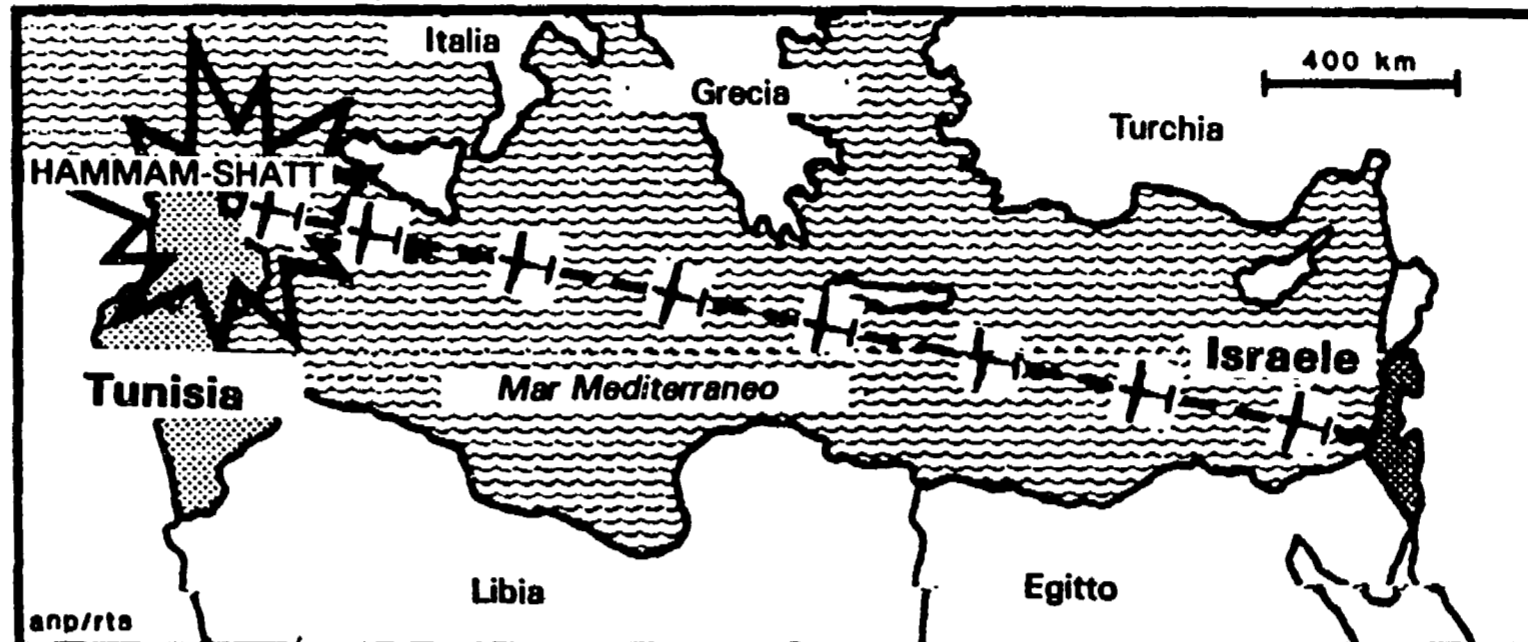 Italia
400 km
Grecia
Turchia
HAMMAM-SHATT
Israele
Tunisia
Mar Mediterraneo
Libia
Egitto
anp/rta